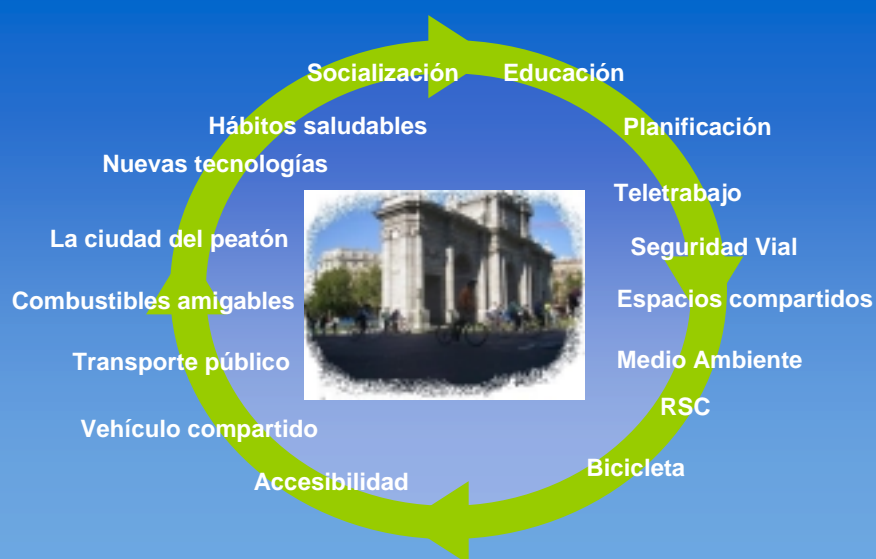 Socialización
Educación
Hábitos saludables
Planificación
Nuevas tecnologías
Teletrabajo
La ciudad del peatón
Seguridad Vial
Combustibles amigables
Espacios compartidos
Transporte público
Medio Ambiente
RSC
Vehículo compartido
Bicicleta
Accesibilidad